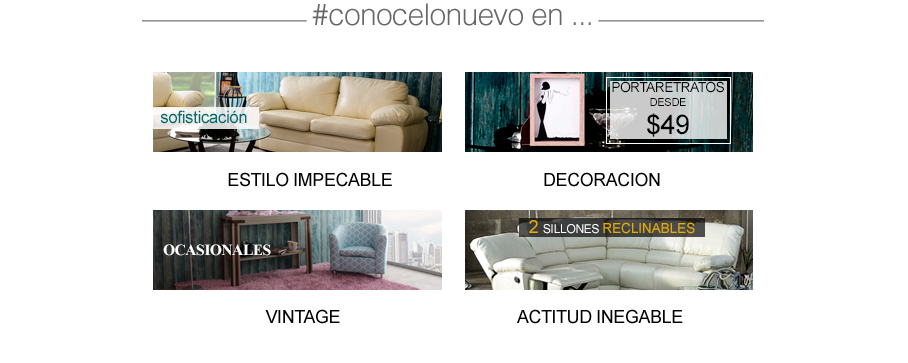 #conocelonuevo en ...
sofisticación
PORTARETRATOS
DESDE
$49
ESTILO IMPECABLE
DECORACION
OCASIONALES
2 SILLONES RECLINABLES
VINTAGE
ACTITUD INEGABLE